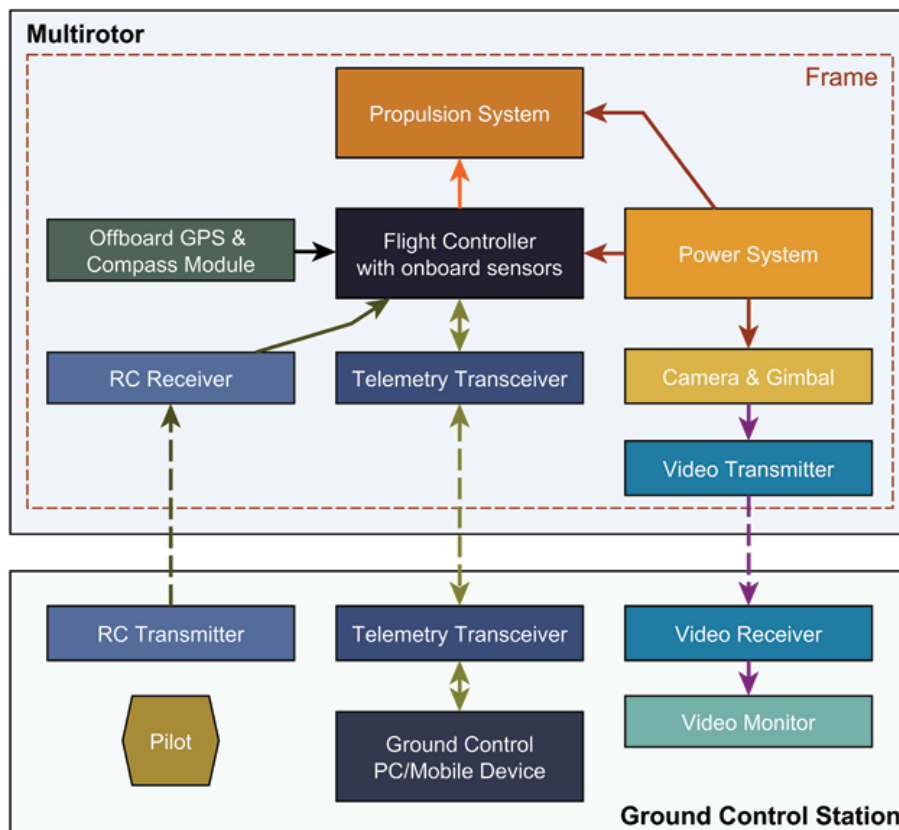 Multirotor
Frame
Propulsion System
Offboard GPS &
Compass Module
Flight Controller
with onboard sensors
Power System
RC Receiver
Telemetry Transceiver
Camera & Gimbal
Video Transmitter
RC Transmitter
Telemetry Transceiver
Video Receiver
Pilot
Ground Control
PC/Mobile Device
Video Monitor
Ground Control Station